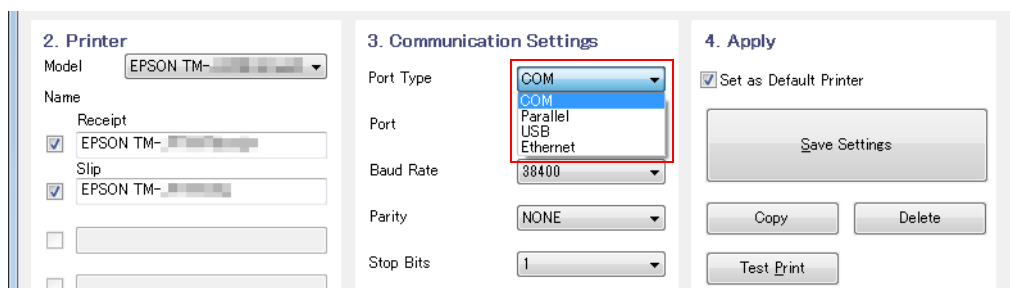 2. Printer
Model
EPSON TM-
Name
Receipt
EPSON TM-
Slip
EPSON TM-
3. Communication Settings
Port Type
COM
COM
Parallel
USB
Ethernet
Port
Baud Rate
38400
Parity
NONE
Stop Bits
1
4. Apply
Set as Default Printer
Save Settings
Copy
Delete
Test Print